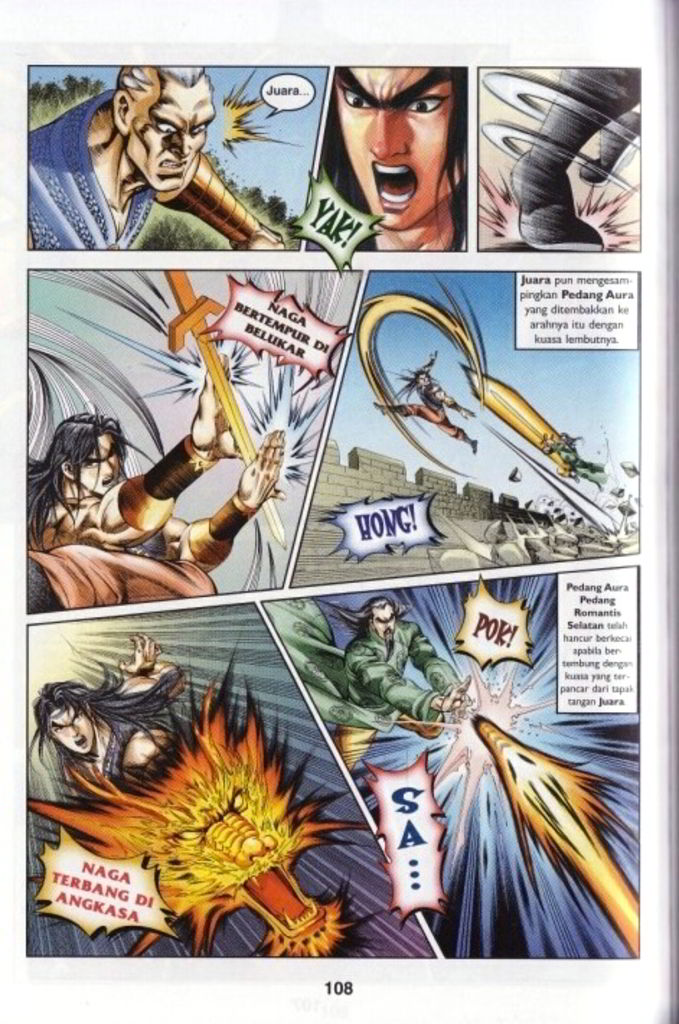 Juara...
YAK!
NAGA
BERTEMPUR DI
BELUKAR
Juara pun mengesam-
pingkan Pedang Aura
yang ditembakkan ke
arahnya itu dengan
kuasa lembutnya.
HONG!
NAGA
TERBANG DI
ANGKASA
POK!
SA...
Pedang Aura
Pedang
Romantis
Selatan telah
hancur berkecai
apabila ber-
tembung dengan
kuasa yang ter-
pancar dari tapak
tangan Juara.
108